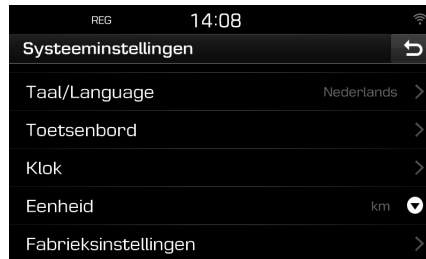 REG 14:08
Systeeminstellingen
Taal/Language Nederlands
Toetsenbord
Klok
Eenheid km
Fabrieksinstellingen